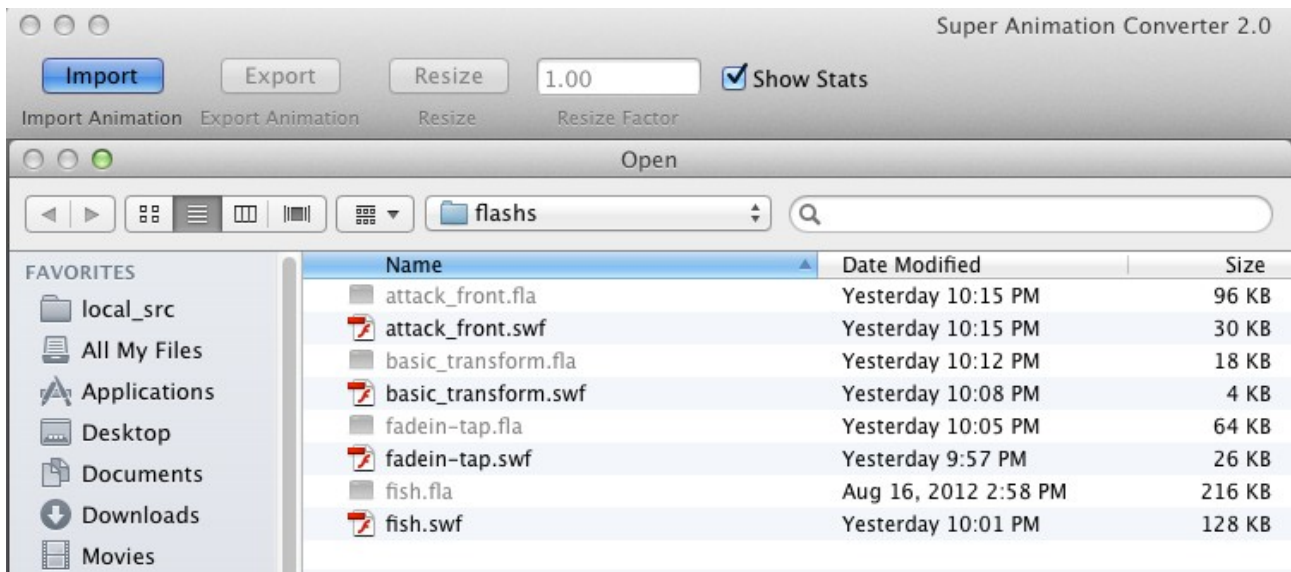 Super Animation Converter 2.0
Import Export Resize 1.00 Show Stats
Import Animation Export Animation Resize Resize Factor
Open
flashs
FAVORITES
local_src
All My Files
Applications
Desktop
Documents
Downloads
Movies
Name Date Modified Size
attack_front.fla Yesterday 10:15 PM 96 KB
attack_front.swf Yesterday 10:15 PM 30 KB
basic_transform.fla Yesterday 10:12 PM 18 KB
basic_transform.swf Yesterday 10:08 PM 4 KB
fadein-tap.fla Yesterday 10:05 PM 64 KB
fadein-tap.swf Yesterday 9:57 PM 26 KB
fish.fla Aug 16, 2012 2:58 PM 216 KB
fish.swf Yesterday 10:01 PM 128 KB